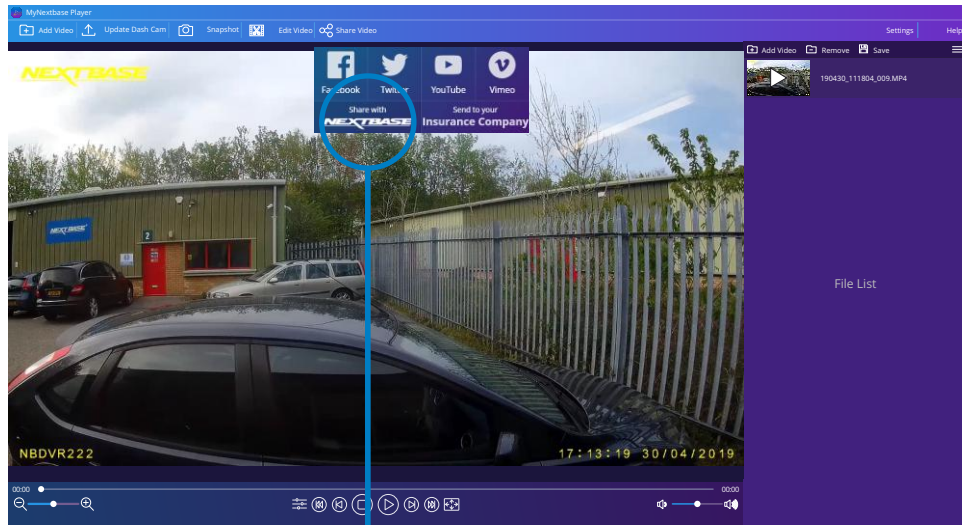 MyNextbase Player
Add Video Update Dash Cam Snapshot Edit Video Share Video Settings Help
Add Video Remove Save
NEXTBASE
Facebook Twitter YouTube Vimeo
Share with
NEXTBASE
Send to your
Insurance Company
190430_111804_009.MP4
NEXTBASE
2
File List
NBDVR222
17:13:19 30/04/2019
00:00 00:00